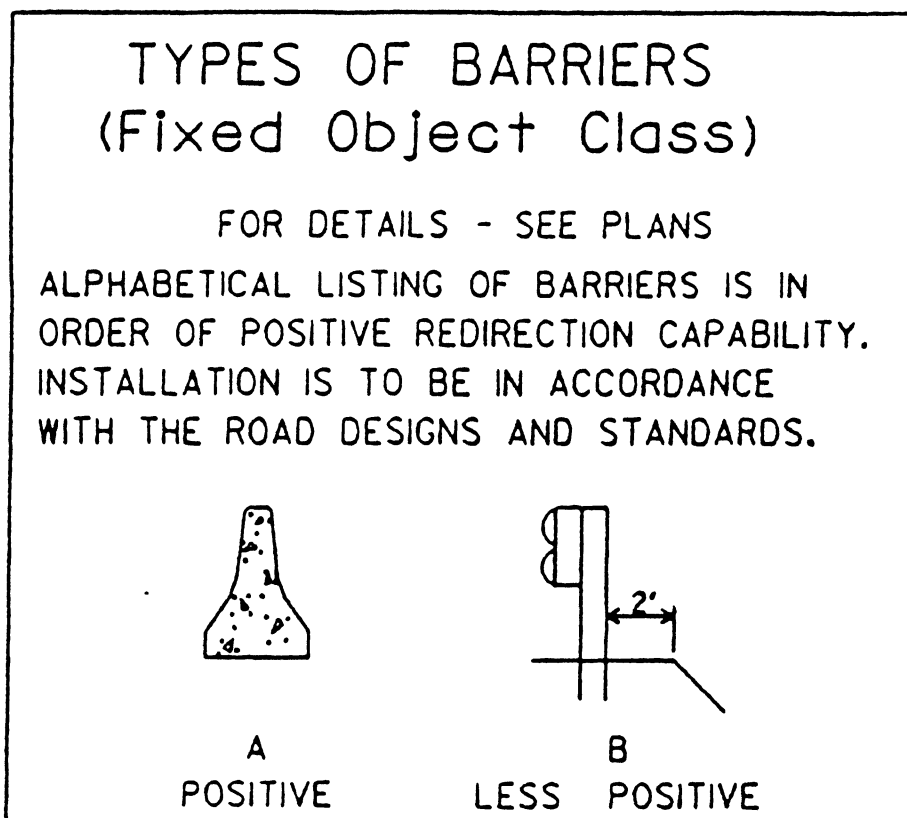 TYPES OF BARRIERS
(Fixed Object Class)
FOR DETAILS - SEE PLANS
ALPHABETICAL LISTING OF BARRIERS IS IN
ORDER OF POSITIVE REDIRECTION CAPABILITY.
INSTALLATION IS TO BE IN ACCORDANCE
WITH THE ROAD DESIGNS AND STANDARDS.
2'
A
POSITIVE
B
LESS POSITIVE